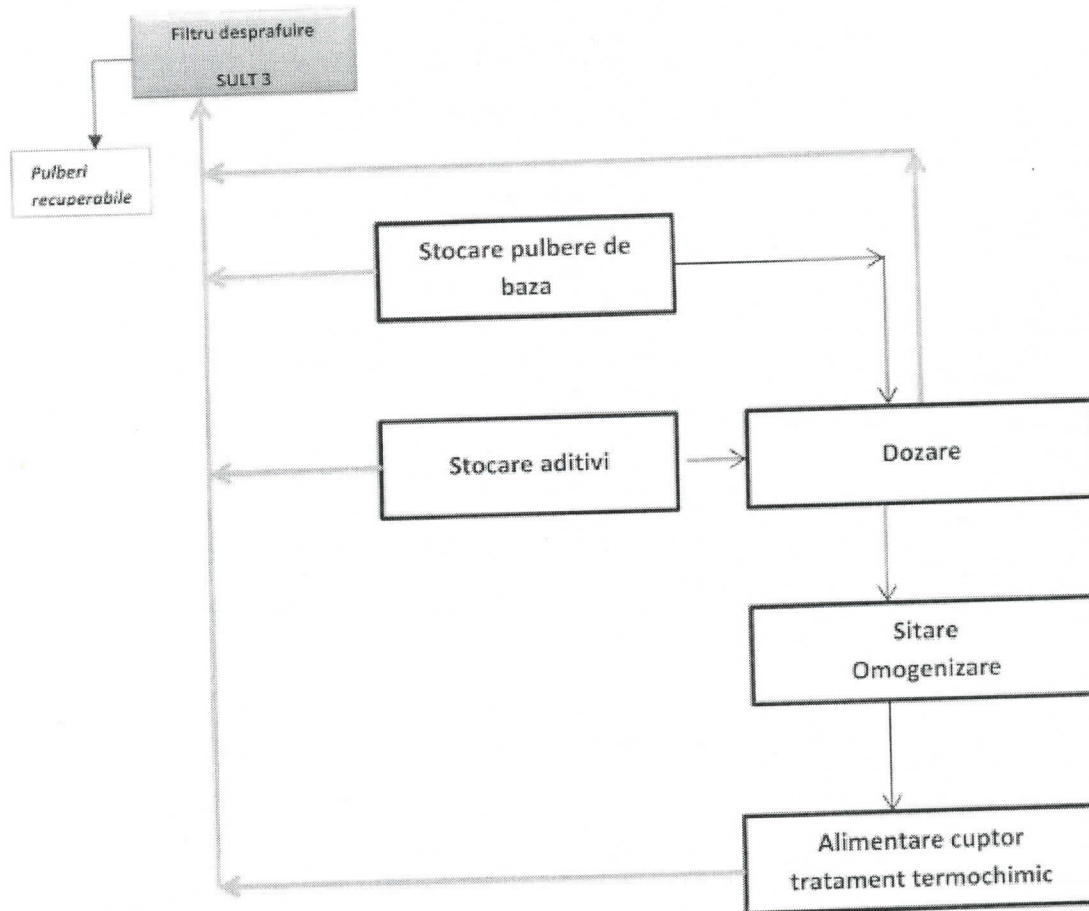 Filtru desprafuire
SULT 3
Pulberi
recuperabile
Stocare pulbere de
baza
Stocare aditivi
Dozare
Sitare
Omogenizare
Alimentare cuptor
tratament termochimic